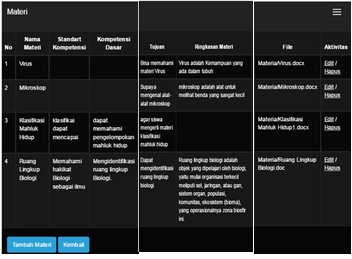 Materi
No Nama Materi Standart Kompetensi Kompetensi Dasar Tujuan Ringkasan Materi File Aktivitas
1 Virus Bisa memahami materi Virus Virus adalah Kemampuan yang ada dalam tubuh Materia/Virus.docx Edit / Hapus
2 Mikroskop Supaya mengenal alat-alat mikroskop mikroskop adalah alat untuk melihat benda yang sangat kecil Materia/Mikroskop.docx Edit / Hapus
3 Klasifikasi Mahluk Hidup klasifikai dapat mencapai dapat memahami pengelompokan mahluk hidup agar siswa mengerti materi klasifikasi mahluk hidup Materia/Klasifikasi Mahluk Hidup1.docx Edit / Hapus
4 Ruang Lingkup Biologi Memahami hakikat Biologi sebagai ilmu Mengidentifikasi ruang lingkup Biologi. Dapat mengidentifikasi ruang lingkup biologi Ruang lingkup biologi adalah objek yang dipelajari oleh biologi, yaitu mulai organisasi terkecil meliputi sel, jaringan, atau gan, sistem organ, populasi, komunitas, ekosistem (bioma), yang operasionalnya zona biosfir ini. Materia/Ruang Lingkup Biologi.doc Edit / Hapus
Tambah Materi Kembali